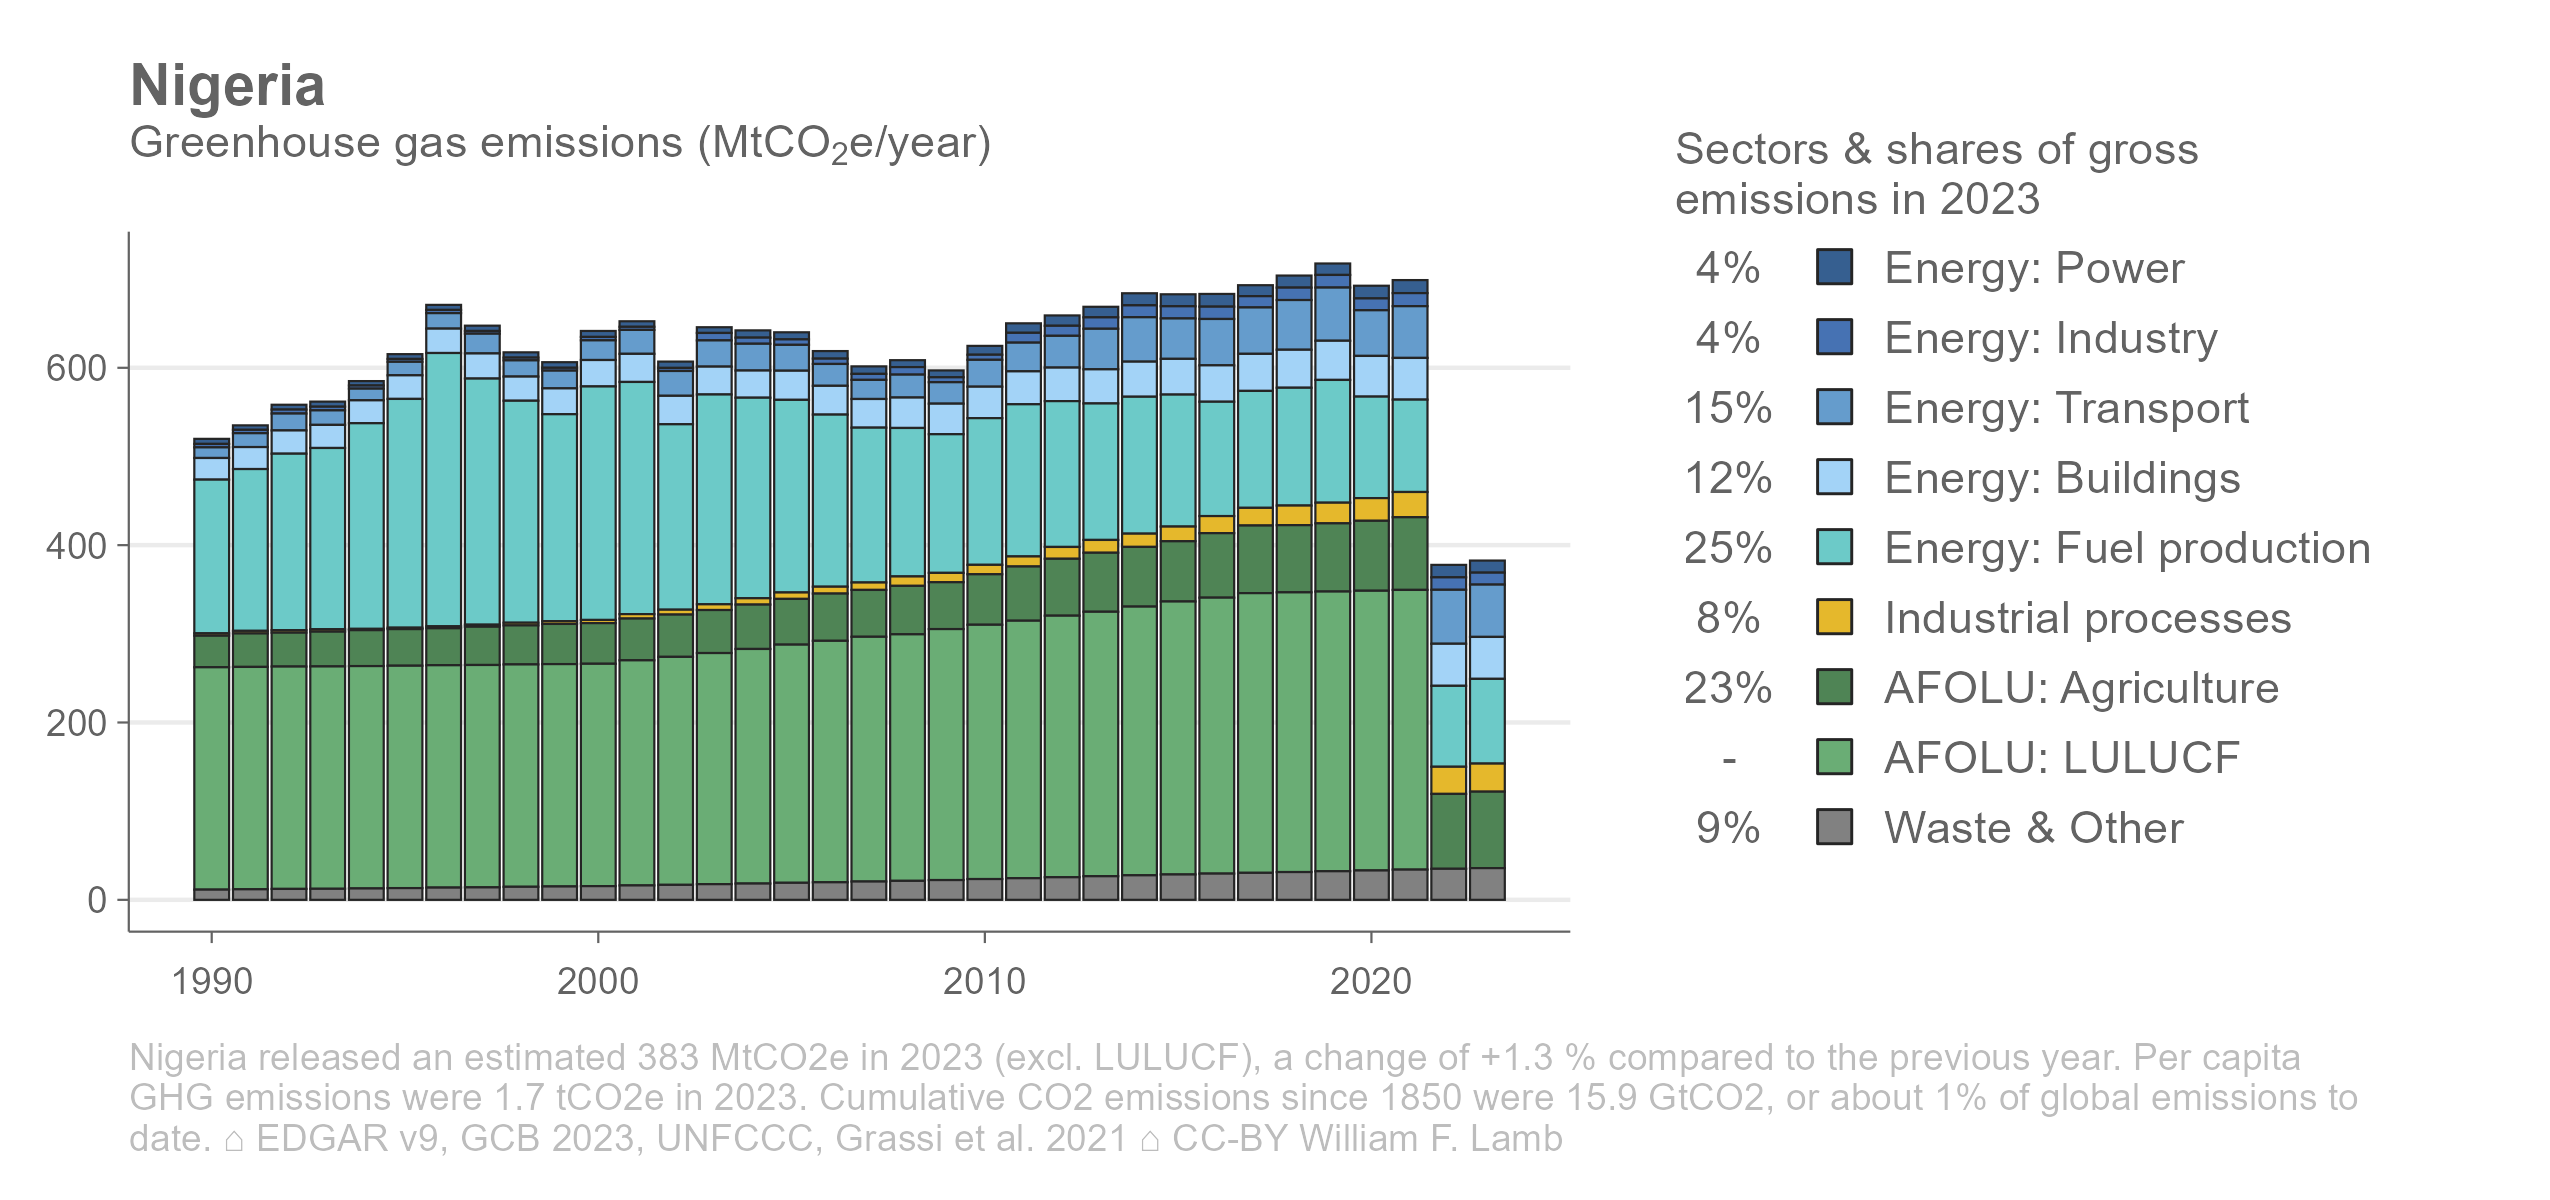 Nigeria
Greenhouse gas emissions (MtCO₂e/year)
Sectors & shares of gross
emissions in 2023
4% Energy: Power
4% Energy: Industry
15% Energy: Transport
12% Energy: Buildings
25% Energy: Fuel production
8% Industrial processes
23% AFOLU: Agriculture
- AFOLU: LULUCF
9% Waste & Other
600
400
200
0
1990 2000 2010 2020
Nigeria released an estimated 383 MtCO2e in 2023 (excl. LULUCF), a change of +1.3 % compared to the previous year. Per capita
GHG emissions were 1.7 tCO2e in 2023. Cumulative CO2 emissions since 1850 were 15.9 GtCO2, or about 1% of global emissions to
date. ⌂ EDGAR v9, GCB 2023, UNFCCC, Grassi et al. 2021 ⌂ CC-BY William F. Lamb